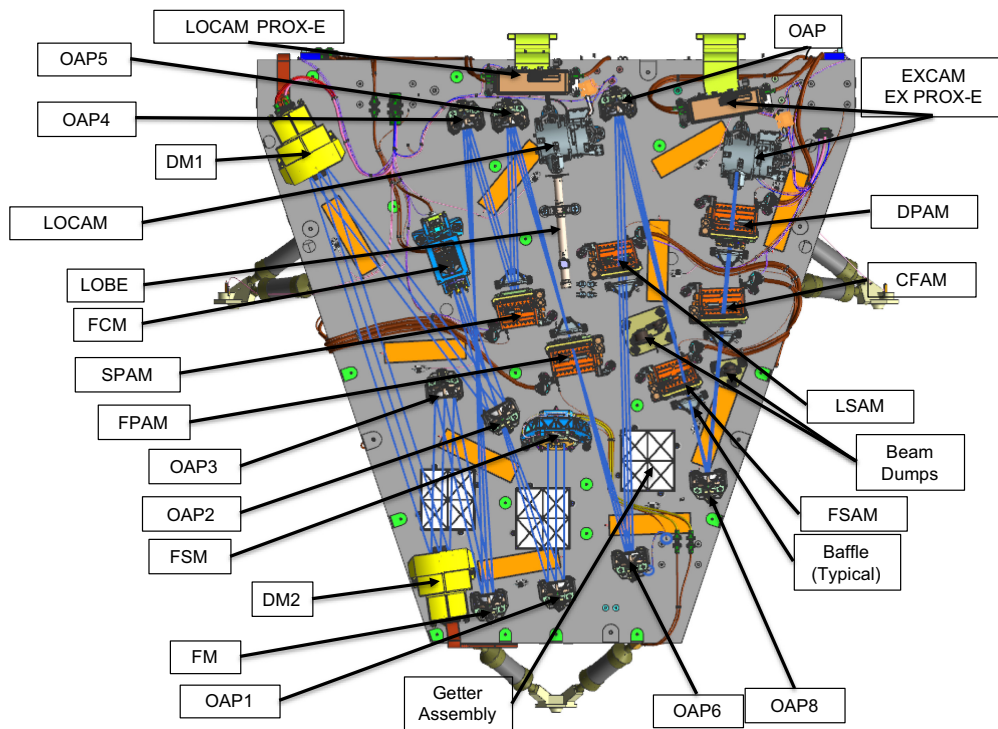 LOCAM PROX-E
OAP
OAP5
EXCAM
EX PROX-E
OAP4
DM1
LOCAM
DPAM
LOBE
CFAM
FCM
SPAM
LSAM
FPAM
Beam
Dumps
OAP3
OAP2
FSAM
FSM
Baffle
(Typical)
DM2
FM
OAP1
Getter
Assembly
OAP6
OAP8